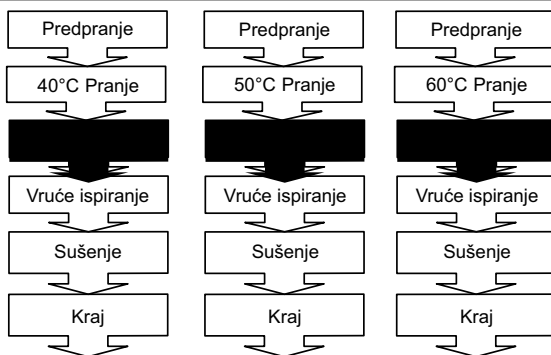 Predpranje
40°C Pranje
Vruće ispiranje
Sušenje
Kraj
Predpranje
50°C Pranje
Vruće ispiranje
Sušenje
Kraj
Predpranje
60°C Pranje
Vruće ispiranje
Sušenje
Kraj